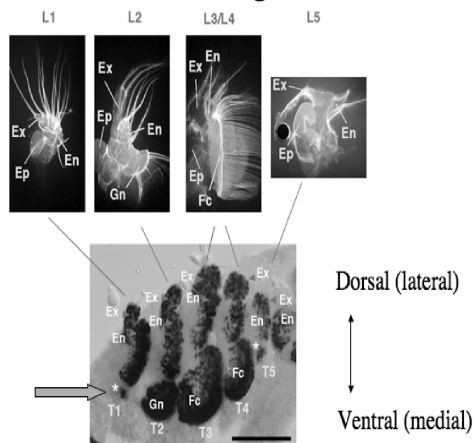 L1 L2 L3/L4 L5
Ex Ep En
Ex Ep En Gn
Ex En Ep Fc
Ex En Ep
Ex Ex Ex Ex Ex
En En En En En
* *
T1 T2 T3 T4 T5
Gn Fc Fc
Dorsal (lateral)
Ventral (medial)